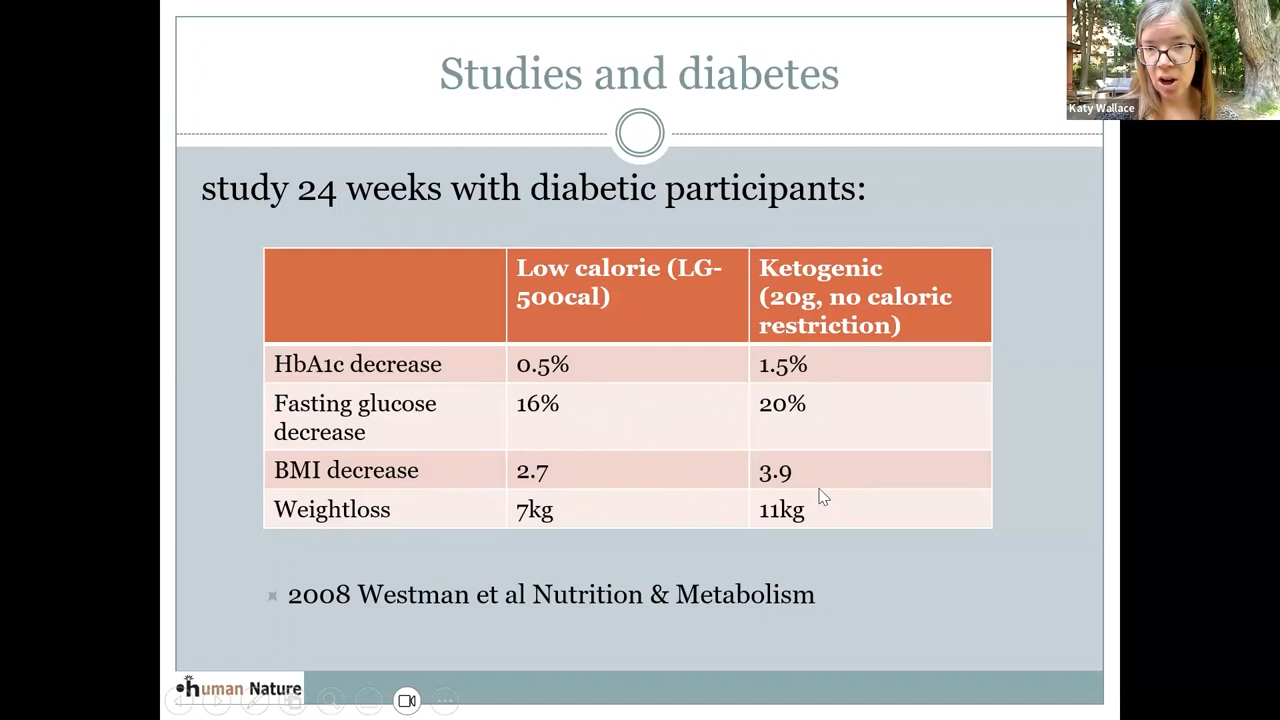 Studies and diabetes
Katy Wallace
study 24 weeks with diabetic participants:
Low calorie (LG-
500cal)
Ketogenic
(20g, no caloric
restriction)
HbA1c decrease
0.5%
1.5%
Fasting glucose
decrease
16%
20%
BMI decrease
2.7
3.9
Weightloss
7kg
11kg
2008 Westman et al Nutrition & Metabolism
human Nature